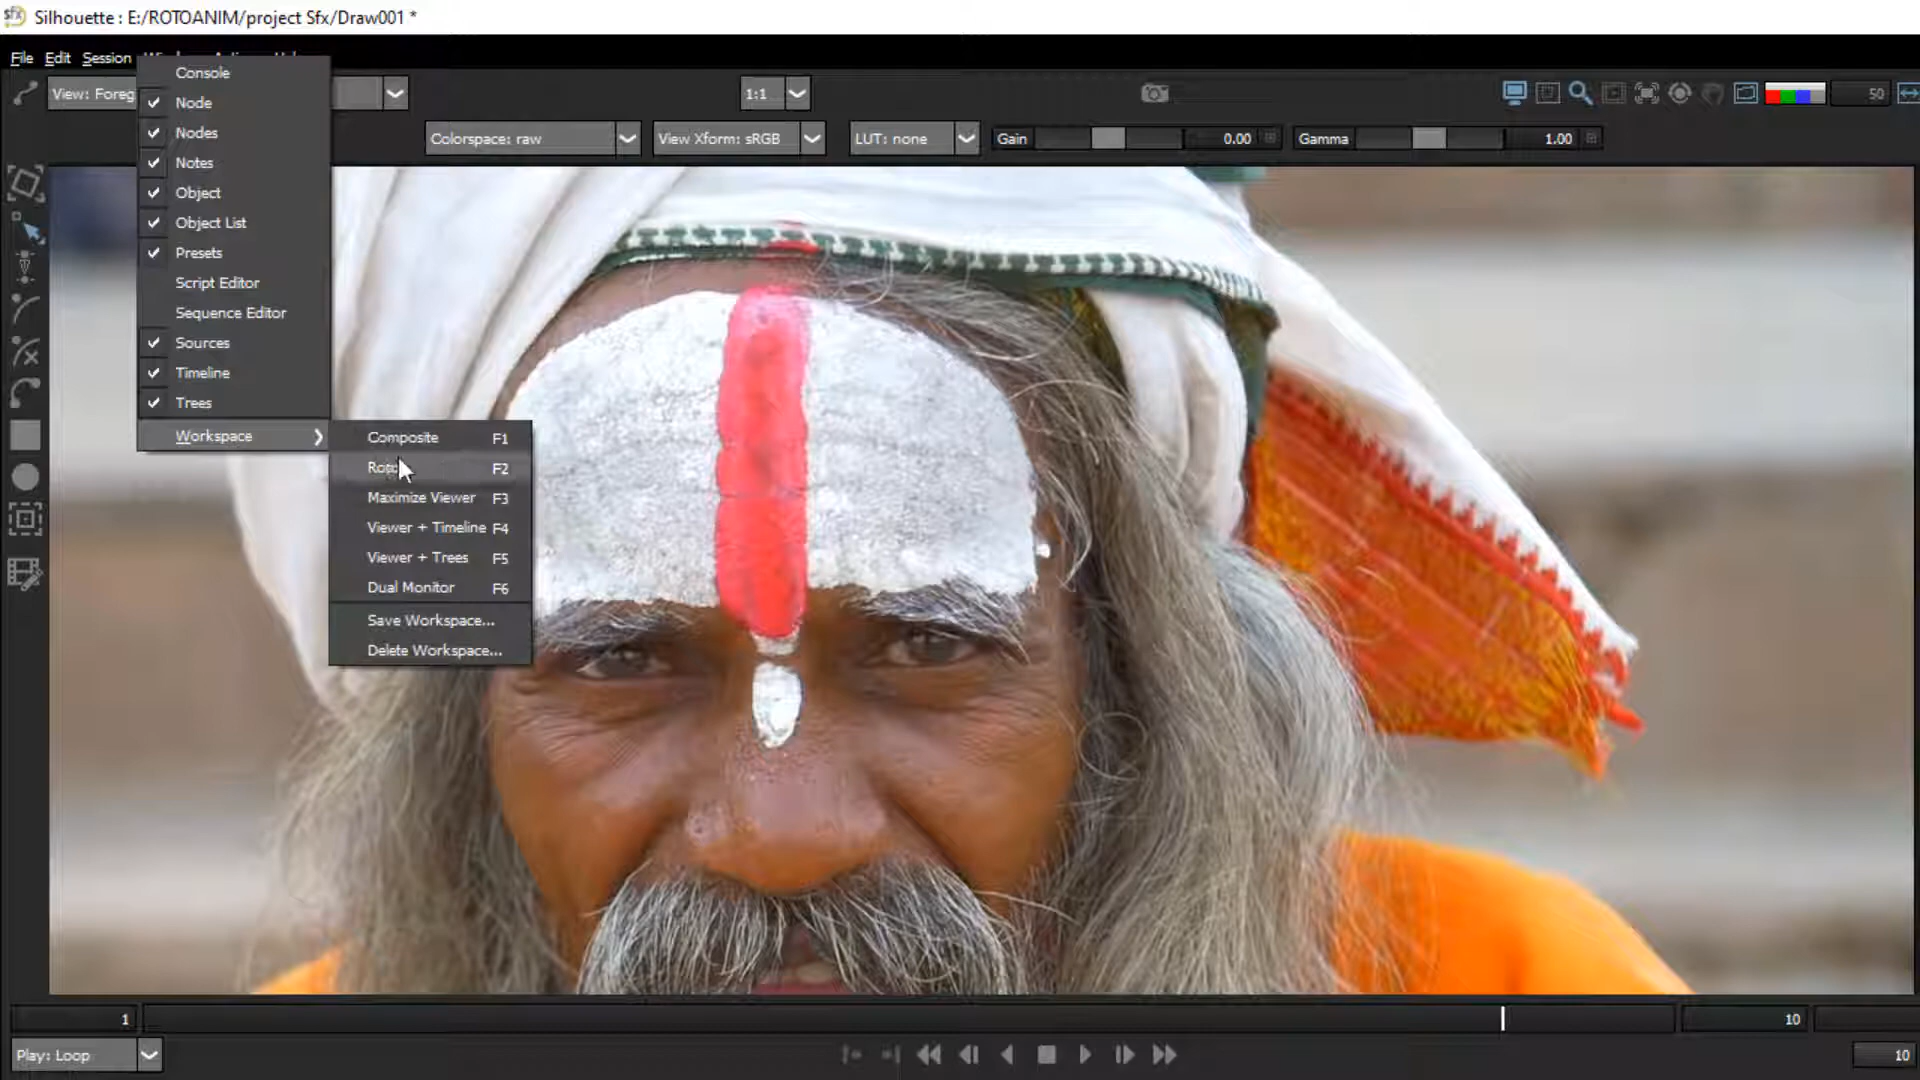 Silhouette : E:/ROTOANIM/project Sfx/Draw001 *
File Edit Session
View: Foreg
1:1
50
Colorspace: raw
View Xform: sRGB
LUT: none
Gain
0.00
Gamma
1.00
Console
Node
Nodes
Notes
Object
Object List
Presets
Script Editor
Sequence Editor
Sources
Timeline
Trees
Workspace
Composite F1
Roto F2
Maximize Viewer F3
Viewer + Timeline F4
Viewer + Trees F5
Dual Monitor F6
Save Workspace...
Delete Workspace...
1
10
Play: Loop
10